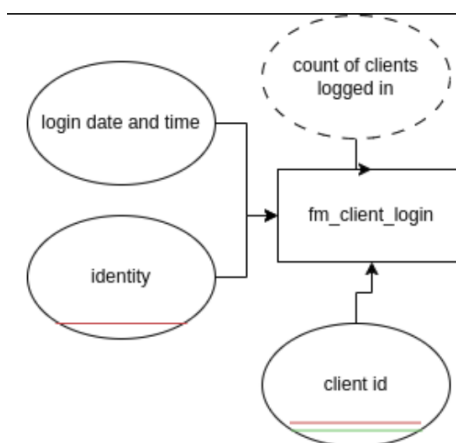 count of clients
logged in
login date and time
fm_client_login
identity
client id